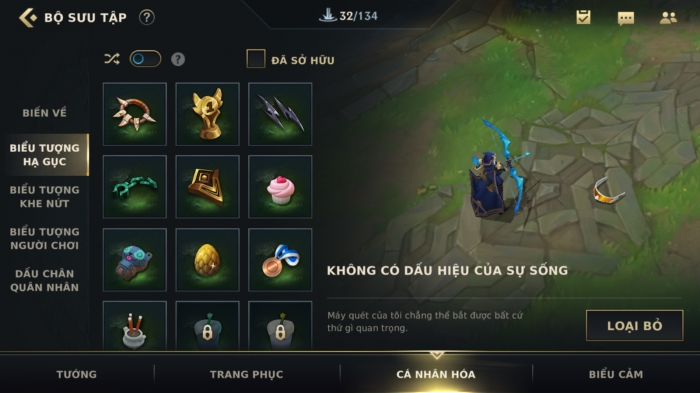 BỘ SƯU TẬP ?
32/134
?
ĐÃ SỞ HỮU
BIẾN VỀ
BIỂU TƯỢNG
HẠ GỤC
BIỂU TƯỢNG
KHE NỨT
BIỂU TƯỢNG
NGƯỜI CHƠI
DẤU CHÂN
QUÂN NHÂN
KHÔNG CÓ DẤU HIỆU CỦA SỰ SỐNG
Máy quét của tôi chẳng thể bắt được bất cứ
thứ gì quan trọng.
LOẠI BỎ
TƯỚNG
TRANG PHỤC
CÁ NHÂN HÓA
BIỂU CẢM